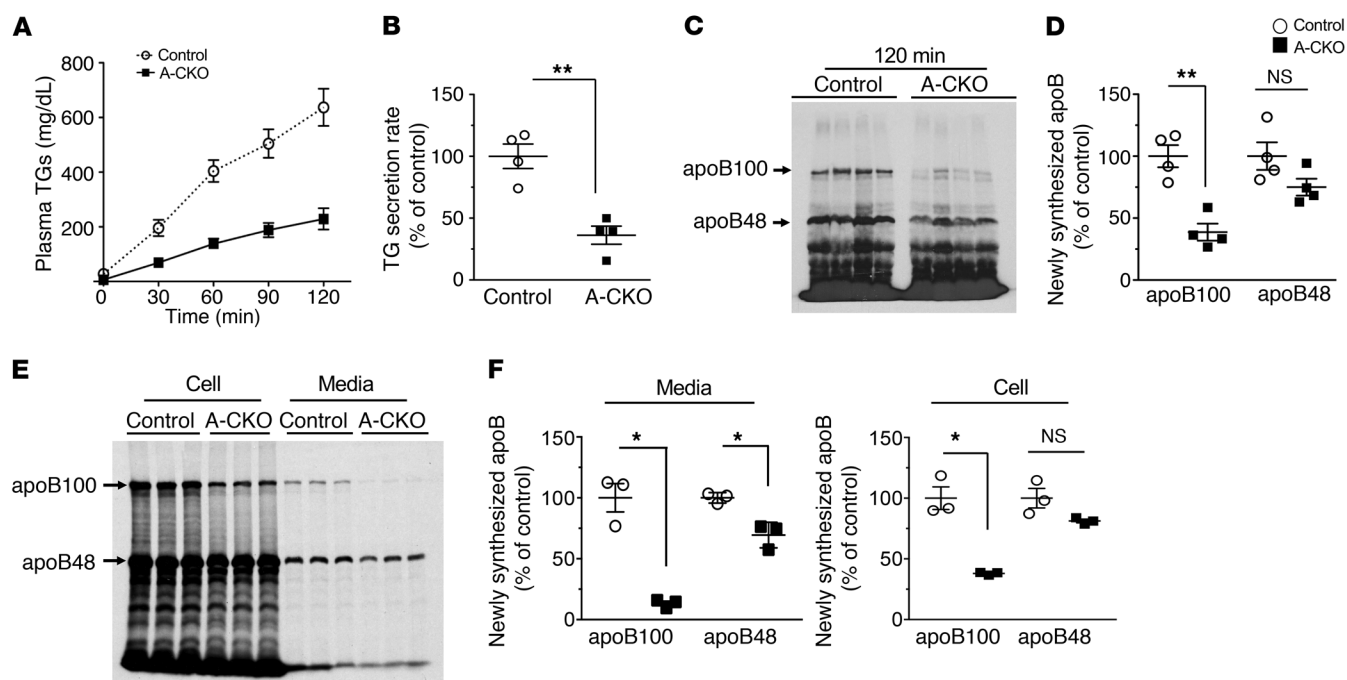 A
Control
A-CKO
Plasma TGs (mg/dL)
800
600
400
200
0
30
60
90
120
Time (min)
B
**
TG secretion rate
(% of control)
150
100
50
0
Control
A-CKO
C
120 min
Control
A-CKO
apoB100
apoB48
D
Control
A-CKO
Newly synthesized apoB
(% of control)
150
100
50
0
**
NS
apoB100
apoB48
E
Cell
Media
Control
A-CKO
Control
A-CKO
apoB100
apoB48
F
Media
Newly synthesized apoB
(% of control)
150
100
50
0
*
*
apoB100
apoB48
Cell
Newly synthesized apoB
(% of control)
150
100
50
0
*
NS
apoB100
apoB48